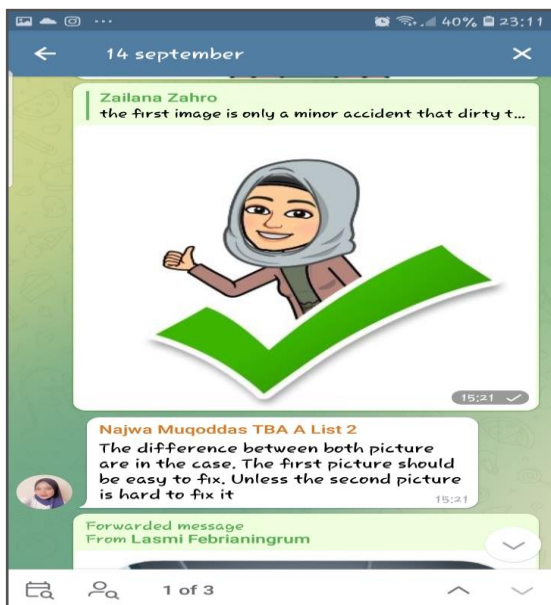 ... 40% 23:11
14 september
Zailana Zahro
the first image is only a minor accident that dirty t...
15:21
Najwa Muqoddas TBA A List 2
The difference between both picture
are in the case. The first picture should
be easy to fix. Unless the second picture
is hard to fix it
15:21
Forwarded message
From Lasmi Febrianingrum
1 of 3